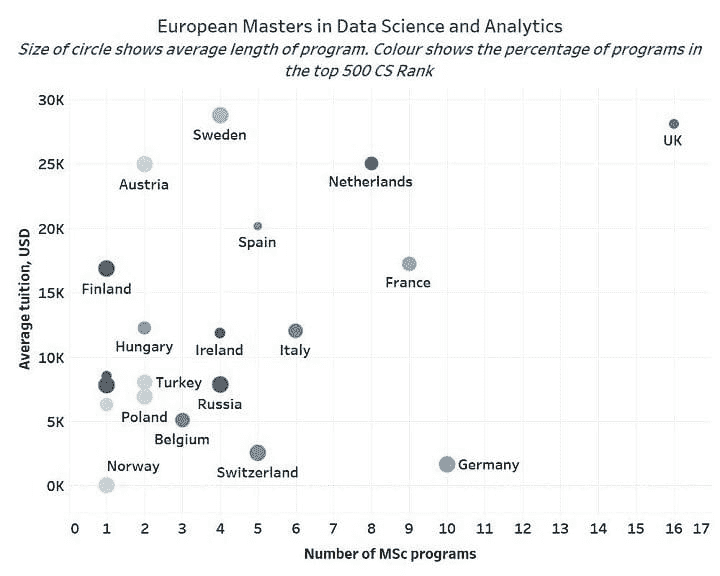 European Masters in Data Science and Analytics
Size of circle shows average length of program. Colour shows the percentage of programs in
the top 500 CS Rank
30K
Sweden
UK
25K
Austria
Netherlands
20K
Spain
Finland
France
15K
Hungary
Ireland
Italy
10K
Turkey
Russia
Poland
5K
Belgium
Norway
Switzerland
Germany
0K
Average tuition, USD
0 1 2 3 4 5 6 7 8 9 10 11 12 13 14 15 16 17
Number of MSc programs